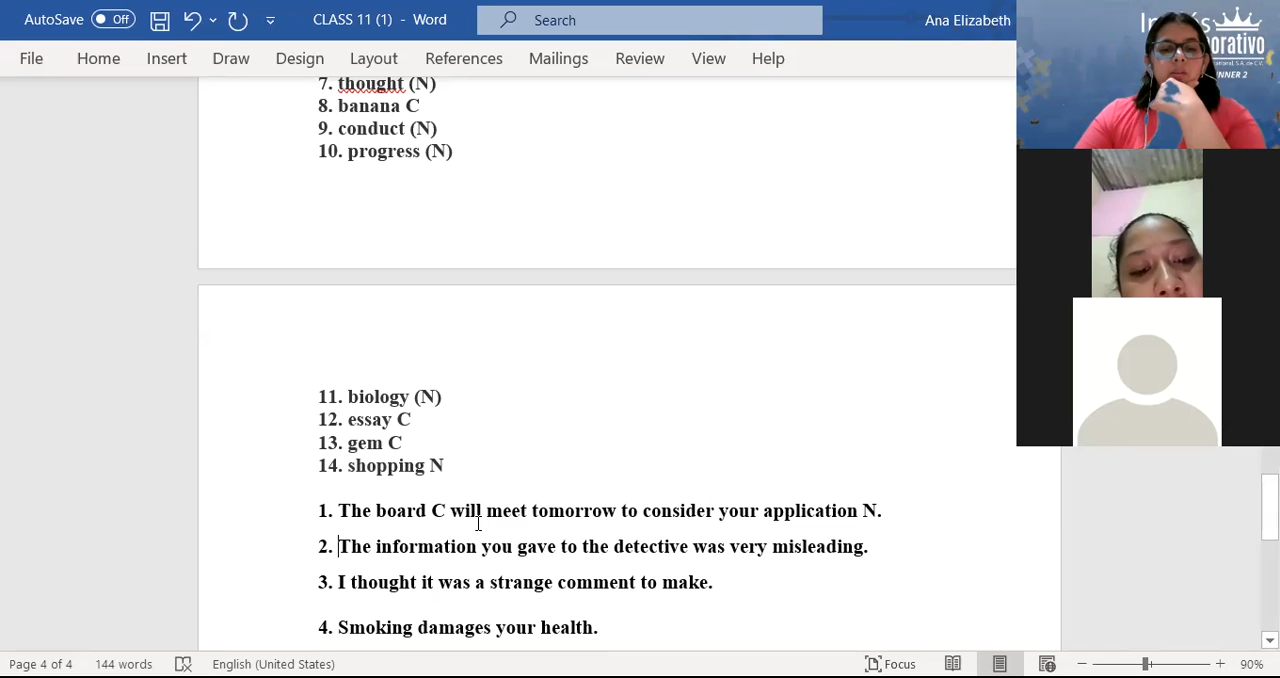 AutoSave Off CLASS 11 (1) - Word Search Ana Elizabeth
File Home Insert Draw Design Layout References Mailings Review View Help
7. thought (N)
8. banana C
9. conduct (N)
10. progress (N)
11. biology (N)
12. essay C
13. gem C
14. shopping N
1. The board C will meet tomorrow to consider your application N.
2. The information you gave to the detective was very misleading.
3. I thought it was a strange comment to make.
4. Smoking damages your health.
Page 4 of 4 144 words English (United States) Focus 90%